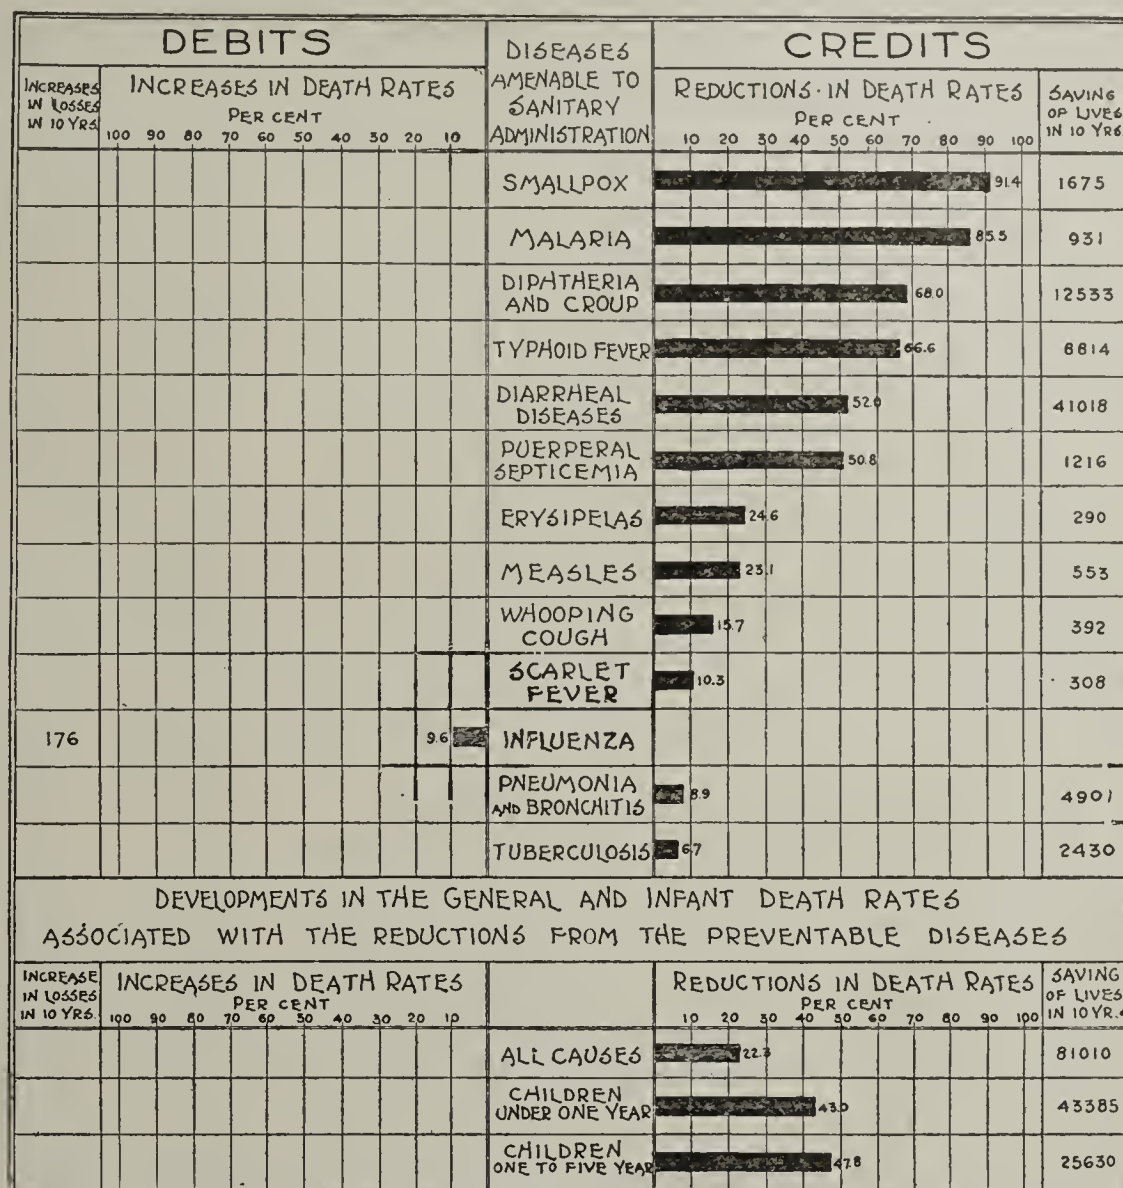 DEBITS
DISEASES
AMENABLE TO
SANITARY
ADMINISTRATION
CREDITS
INCREASES
IN LOSSES
IN 10 YRS
INCREASES IN DEATH RATES
PER CENT
100 90 80 70 60 50 40 30 20 10
REDUCTIONS IN DEATH RATES
PER CENT
10 20 30 40 50 60 70 80 90 100
SAVING
OF LIVES
IN 10 YRS
SMALLPOX 91.4 1675
MALARIA 85.5 931
DIPHTHERIA
AND CROUP 68.0 12533
TYPHOID FEVER 66.6 8814
DIARRHEAL
DISEASES 52.0 41018
PUERPERAL
SEPTICEMIA 50.8 1216
ERYSIPELAS 24.6 290
MEASLES 23.1 553
WHOOPING
COUGH 15.7 392
SCARLET
FEVER 10.3 308
176 9.6 INFLUENZA
PNEUMONIA
AND BRONCHITIS 8.9 4901
TUBERCULOSIS 6.7 2430
DEVELOPMENTS IN THE GENERAL AND INFANT DEATH RATES
ASSOCIATED WITH THE REDUCTIONS FROM THE PREVENTABLE DISEASES
INCREASE
IN LOSSES
IN 10 YRS.
INCREASES IN DEATH RATES
PER CENT
100 90 80 70 60 50 40 30 20 10
REDUCTIONS IN DEATH RATES
PER CENT
10 20 30 40 50 60 70 80 90 100
SAVING
OF LIVES
IN 10 YR.
ALL CAUSES 22.3 81010
CHILDREN
UNDER ONE YEAR 43.0 43385
CHILDREN
ONE TO FIVE YEAR 47.8 25630